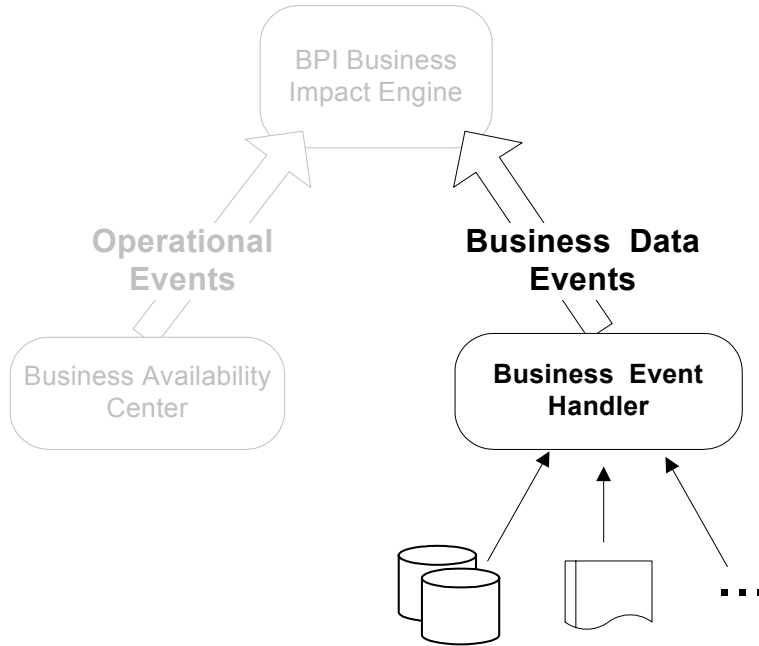 BPI Business
Impact Engine
Operational
Events
Business Data
Events
Business Availability
Center
Business Event
Handler